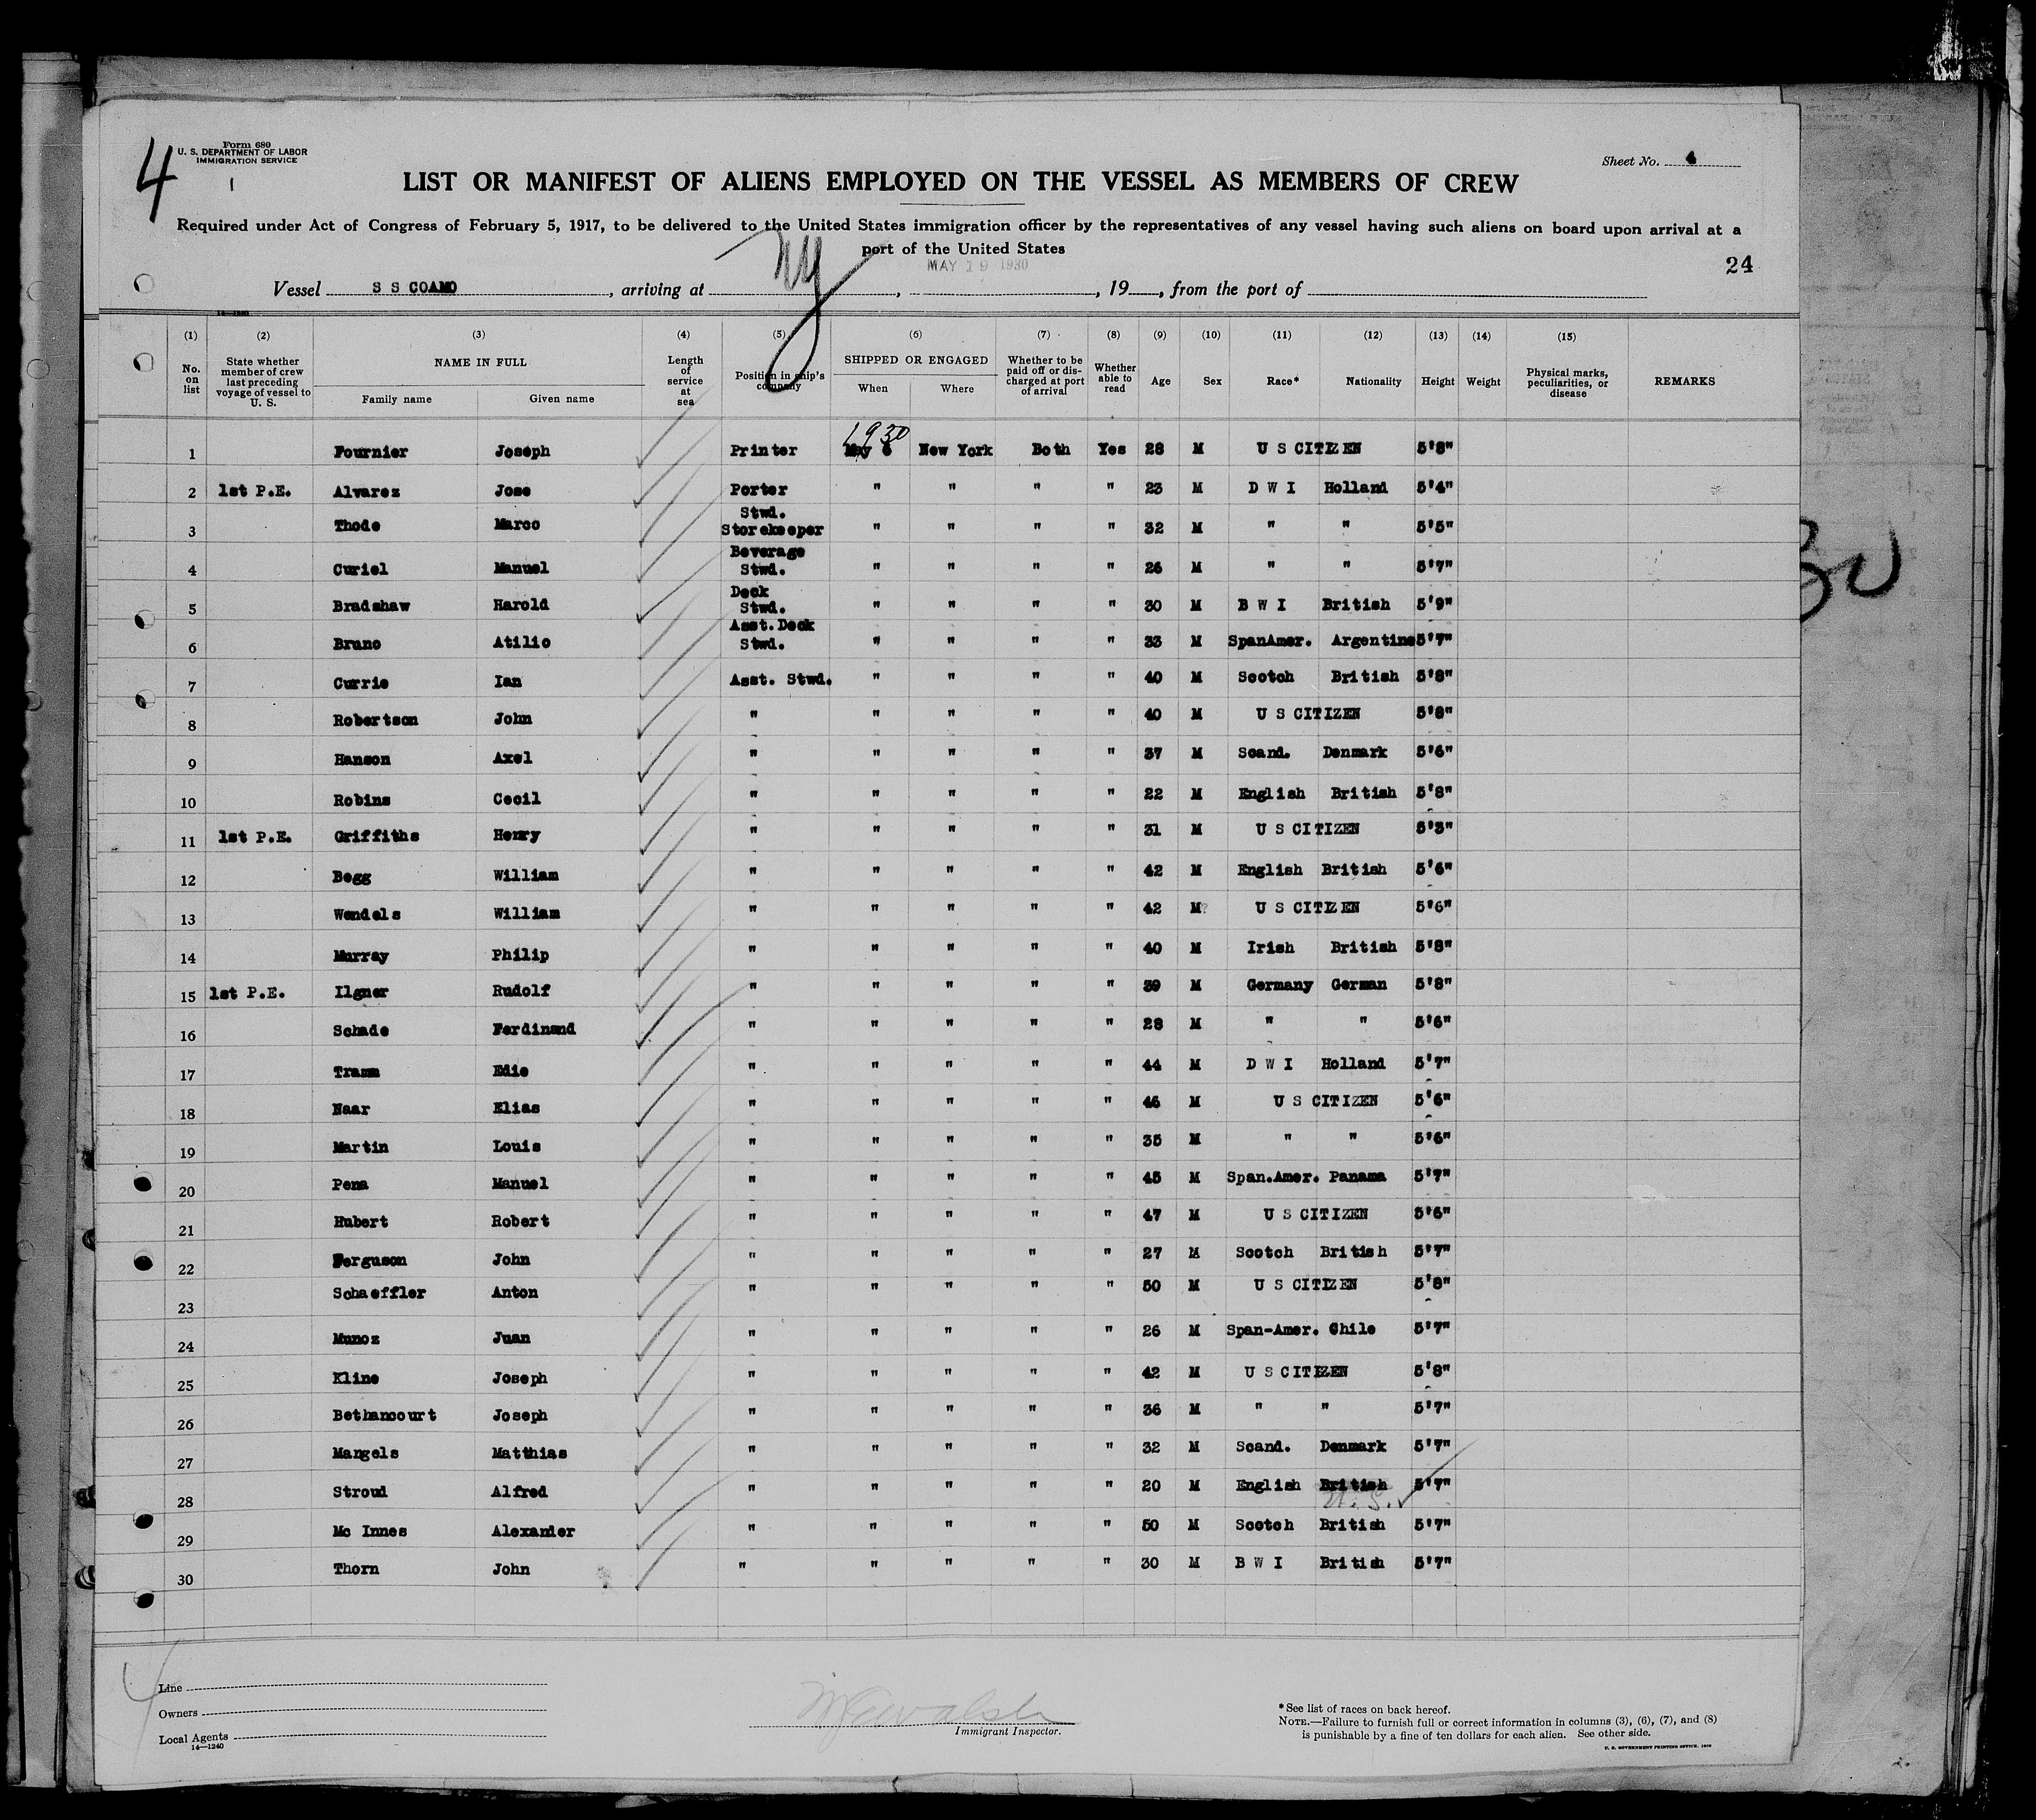 4
Form 680
U. S. DEPARTMENT OF LABOR
IMMIGRATION SERVICE
Sheet No. 4
LIST OR MANIFEST OF ALIENS EMPLOYED ON THE VESSEL AS MEMBERS OF CREW
Required under Act of Congress of February 5, 1917, to be delivered to the United States immigration officer by the representatives of any vessel having such aliens on board upon arrival at a
port of the United States
MAY 19 1930
24
Vessel S S COAMO, arriving at NY, 19, from the port of
(1) (2) (3) (4) (5) (6) (7) (8) (9) (10) (11) (12) (13) (14) (15)
No. on list State whether member of crew last preceding voyage of vessel to U. S. NAME IN FULL Family name Given name Length of service at sea Position in ship's company SHIPPED OR ENGAGED When Where Whether to be paid off or discharged at port of arrival Whether able to read Age Sex Race* Nationality Height Weight Physical marks, peculiarities, or disease REMARKS
1930
1 Fournier Joseph Printer May 6 New York Both Yes 28 M U S CITIZEN 5'8"
2 1st P.E. Alvarez Jose Porter " " " " 23 M D W I Holland 5'4"
3 Thode Marco Stwd. Storekeeper " " " " 32 M " " 5'5"
4 Curiel Manuel Beverage Stwd. " " " " 26 M " " 5'7"
5 Bradshaw Harold Deck Stwd. " " " " 30 M B W I British 5'9"
6 Bruno Atilio Asst. Deck Stwd. " " " " 33 M SpanAmer. Argentine 5'7"
7 Currie Ian Asst. Stwd. " " " " 40 M Scotch British 5'8"
8 Robertson John " " " " " 40 M U S CITIZEN 5'8"
9 Hanson Axel " " " " " 37 M Scand. Denmark 5'6"
10 Robins Cecil " " " " " 22 M English British 5'8"
11 1st P.E. Griffiths Henry " " " " " 31 M U S CITIZEN 5'3"
12 Begg William " " " " " 42 M English British 5'6"
13 Wendels William " " " " " 42 M U S CITIZEN 5'6"
14 Murray Philip " " " " " 40 M Irish British 5'8"
15 1st P.E. Ilgner Rudolf " " " " " 39 M Germany German 5'8"
16 Schade Ferdinand " " " " " 28 M " " 5'6"
17 Tramm Edie " " " " " 44 M D W I Holland 5'7"
18 Naar Elias " " " " " 46 M U S CITIZEN 5'6"
19 Martin Louis " " " " " 35 M " " 5'6"
20 Pena Manuel " " " " " 45 M Span.Amer. Panama 5'7"
21 Hubert Robert " " " " " 47 M U S CITIZEN 5'6"
22 Ferguson John " " " " " 27 M Scotch British 5'7"
23 Schaeffler Anton " " " " " 50 M U S CITIZEN 5'8"
24 Munoz Juan " " " " " 26 M Span-Amer. Chile 5'7"
25 Kline Joseph " " " " " 42 M U S CITIZEN 5'8"
26 Bethancourt Joseph " " " " " 36 M " " 5'7"
27 Mangels Matthias " " " " " 32 M Scand. Denmark 5'7"
28 Stroud Alfred " " " " " 20 M English British 5'7"
U.S.
29 Mc Innes Alexander " " " " " 50 M Scotch British 5'7"
30 Thorn John " " " " " 30 M B W I British 5'7"
4
Line
Owners
Local Agents
14—1240
Immigrant Inspector.
* See list of races on back hereof.
NOTE.—Failure to furnish full or correct information in columns (3), (6), (7), and (8)
is punishable by a fine of ten dollars for each alien. See other side.
30